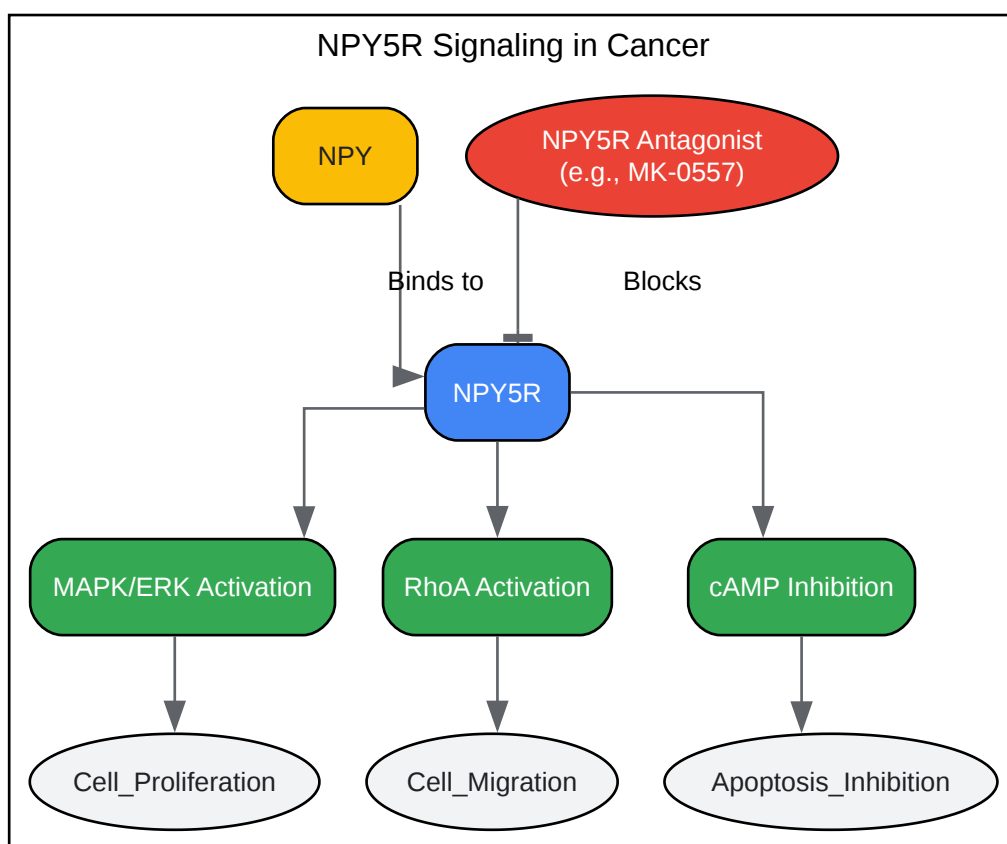 NPY5R Signaling in Cancer
NPY
NPY5R Antagonist
(e.g., MK-0557)
Binds to
Blocks
NPY5R
MAPK/ERK Activation
RhoA Activation
cAMP Inhibition
Cell_Proliferation
Cell_Migration
Apoptosis_Inhibition